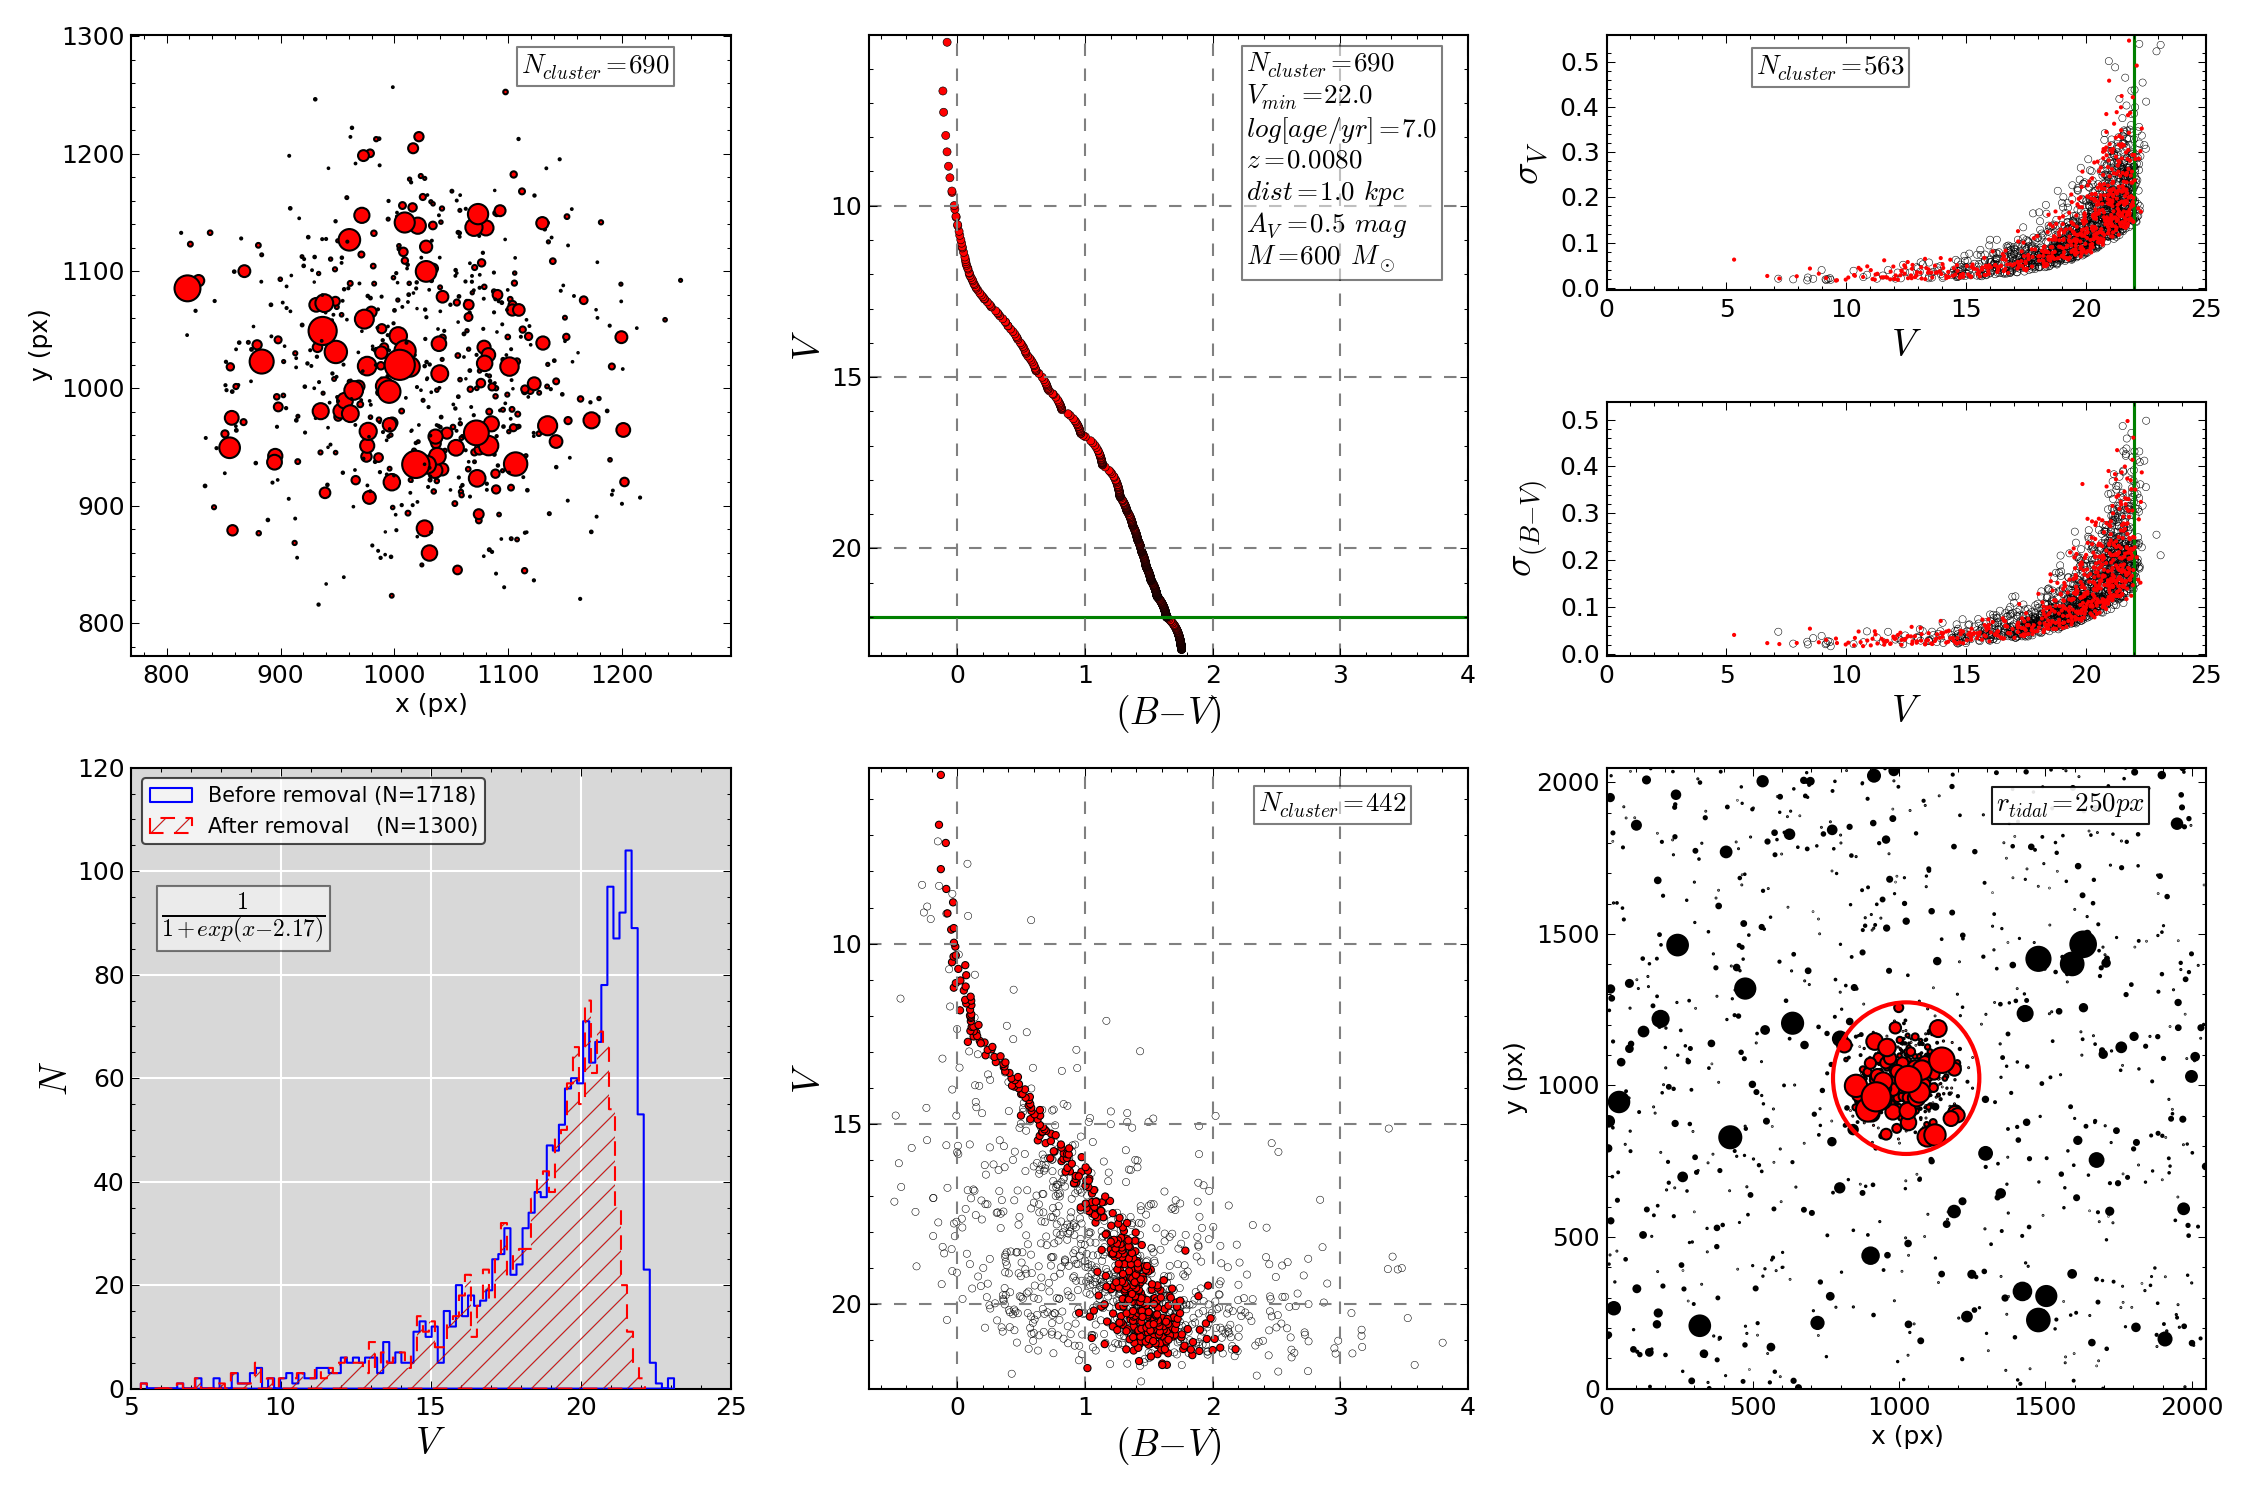 N_cluster=690
1300
1200
1100
1000
900
800
y (px)
800 900 1000 1100 1200
x (px)
N_cluster=690
V_min=22.0
log[age/yr]=7.0
z=0.0080
dist=1.0 kpc
A_V=0.5 mag
M=600 M_⊙
10
15
20
V
0 1 2 3 4
(B−V)
N_cluster=563
0.5
0.4
0.3
0.2
0.1
0.0
σ_V
0 5 10 15 20 25
V
0.5
0.4
0.3
0.2
0.1
0.0
σ_(B−V)
0 5 10 15 20 25
V
Before removal (N=1718)
After removal (N=1300)
1
1+exp(x−2.17)
120
100
80
60
40
20
0
N
5 10 15 20 25
V
N_cluster=442
10
15
20
V
0 1 2 3 4
(B−V)
r_tidal=250px
2000
1500
1000
500
0
y (px)
0 500 1000 1500 2000
x (px)